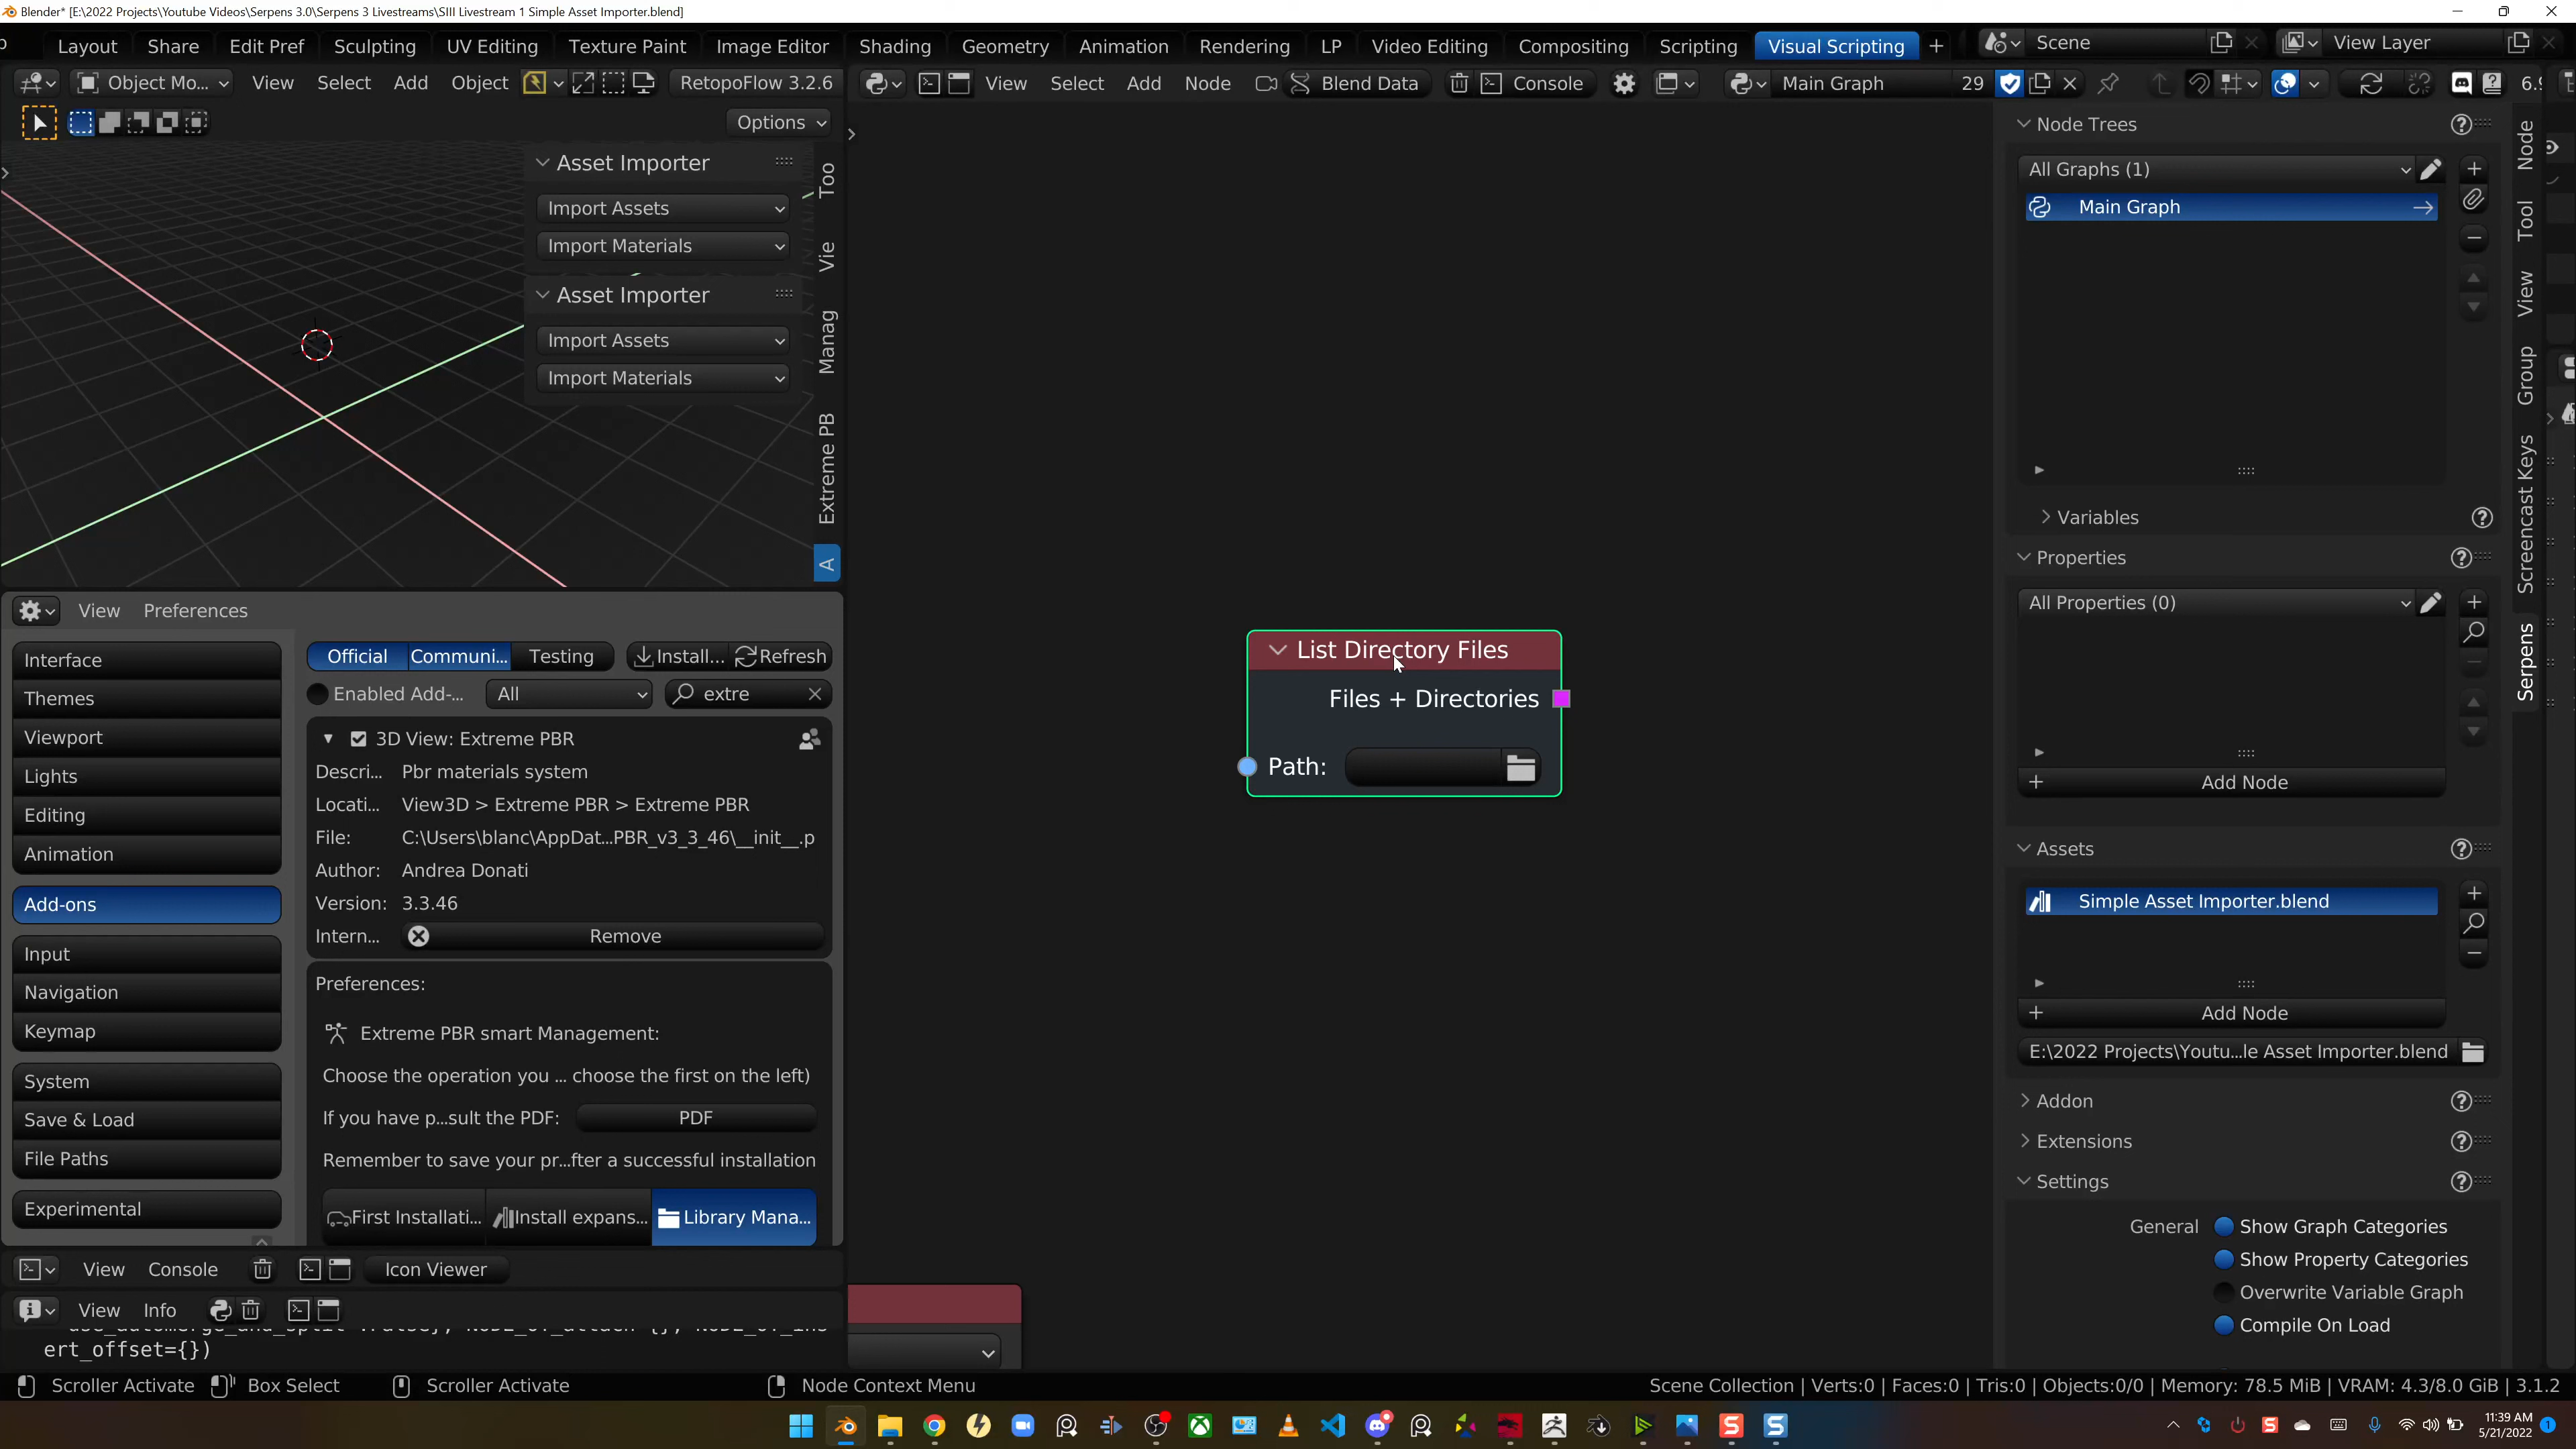 Blender* [E:\2022 Projects\Youtube Videos\Serpens 3.0\Serpens 3 Livestreams\SIII Livestream 1 Simple Asset Importer.blend]
Layout Share Edit Pref Sculpting UV Editing Texture Paint Image Editor Shading Geometry Animation Rendering LP Video Editing Compositing Scripting Visual Scripting Scene View Layer
Object Mo... View Select Add Object RetopoFlow 3.2.6
View Select Add Node Blend Data Console Main Graph 29
Options
Asset Importer
Import Assets
Import Materials
Asset Importer
Import Assets
Import Materials
Too
Vie
Manag
Extreme PB
A
View Preferences
Interface
Themes
Viewport
Lights
Editing
Animation
Add-ons
Input
Navigation
Keymap
System
Save & Load
File Paths
Experimental
Official Communi... Testing Install... Refresh
Enabled Add-... All extre
3D View: Extreme PBR
Descri... Pbr materials system
Locati... View3D > Extreme PBR > Extreme PBR
File: C:\Users\blanc\AppDat...PBR_v3_3_46\__init__.p
Author: Andrea Donati
Version: 3.3.46
Intern... Remove
Preferences:
Extreme PBR smart Management:
Choose the operation you ... choose the first on the left)
If you have p...sult the PDF: PDF
Remember to save your pr...fter a successful installation
First Installati... Install expans... Library Mana...
View Console Icon Viewer
View Info
ert_offset={})
List Directory Files
Files + Directories
Path:
Node Trees
All Graphs (1)
Main Graph
Variables
Properties
All Properties (0)
Add Node
Assets
Simple Asset Importer.blend
Add Node
E:\2022 Projects\Youtu...le Asset Importer.blend
Addon
Extensions
Settings
General Show Graph Categories
Show Property Categories
Overwrite Variable Graph
Compile On Load
Node
Tool
View
Group
Screencast Keys
Serpens
Scroller Activate Box Select Scroller Activate Node Context Menu
Scene Collection | Verts:0 | Faces:0 | Tris:0 | Objects:0/0 | Memory: 78.5 MiB | VRAM: 4.3/8.0 GiB | 3.1.2
11:39 AM
5/21/2022